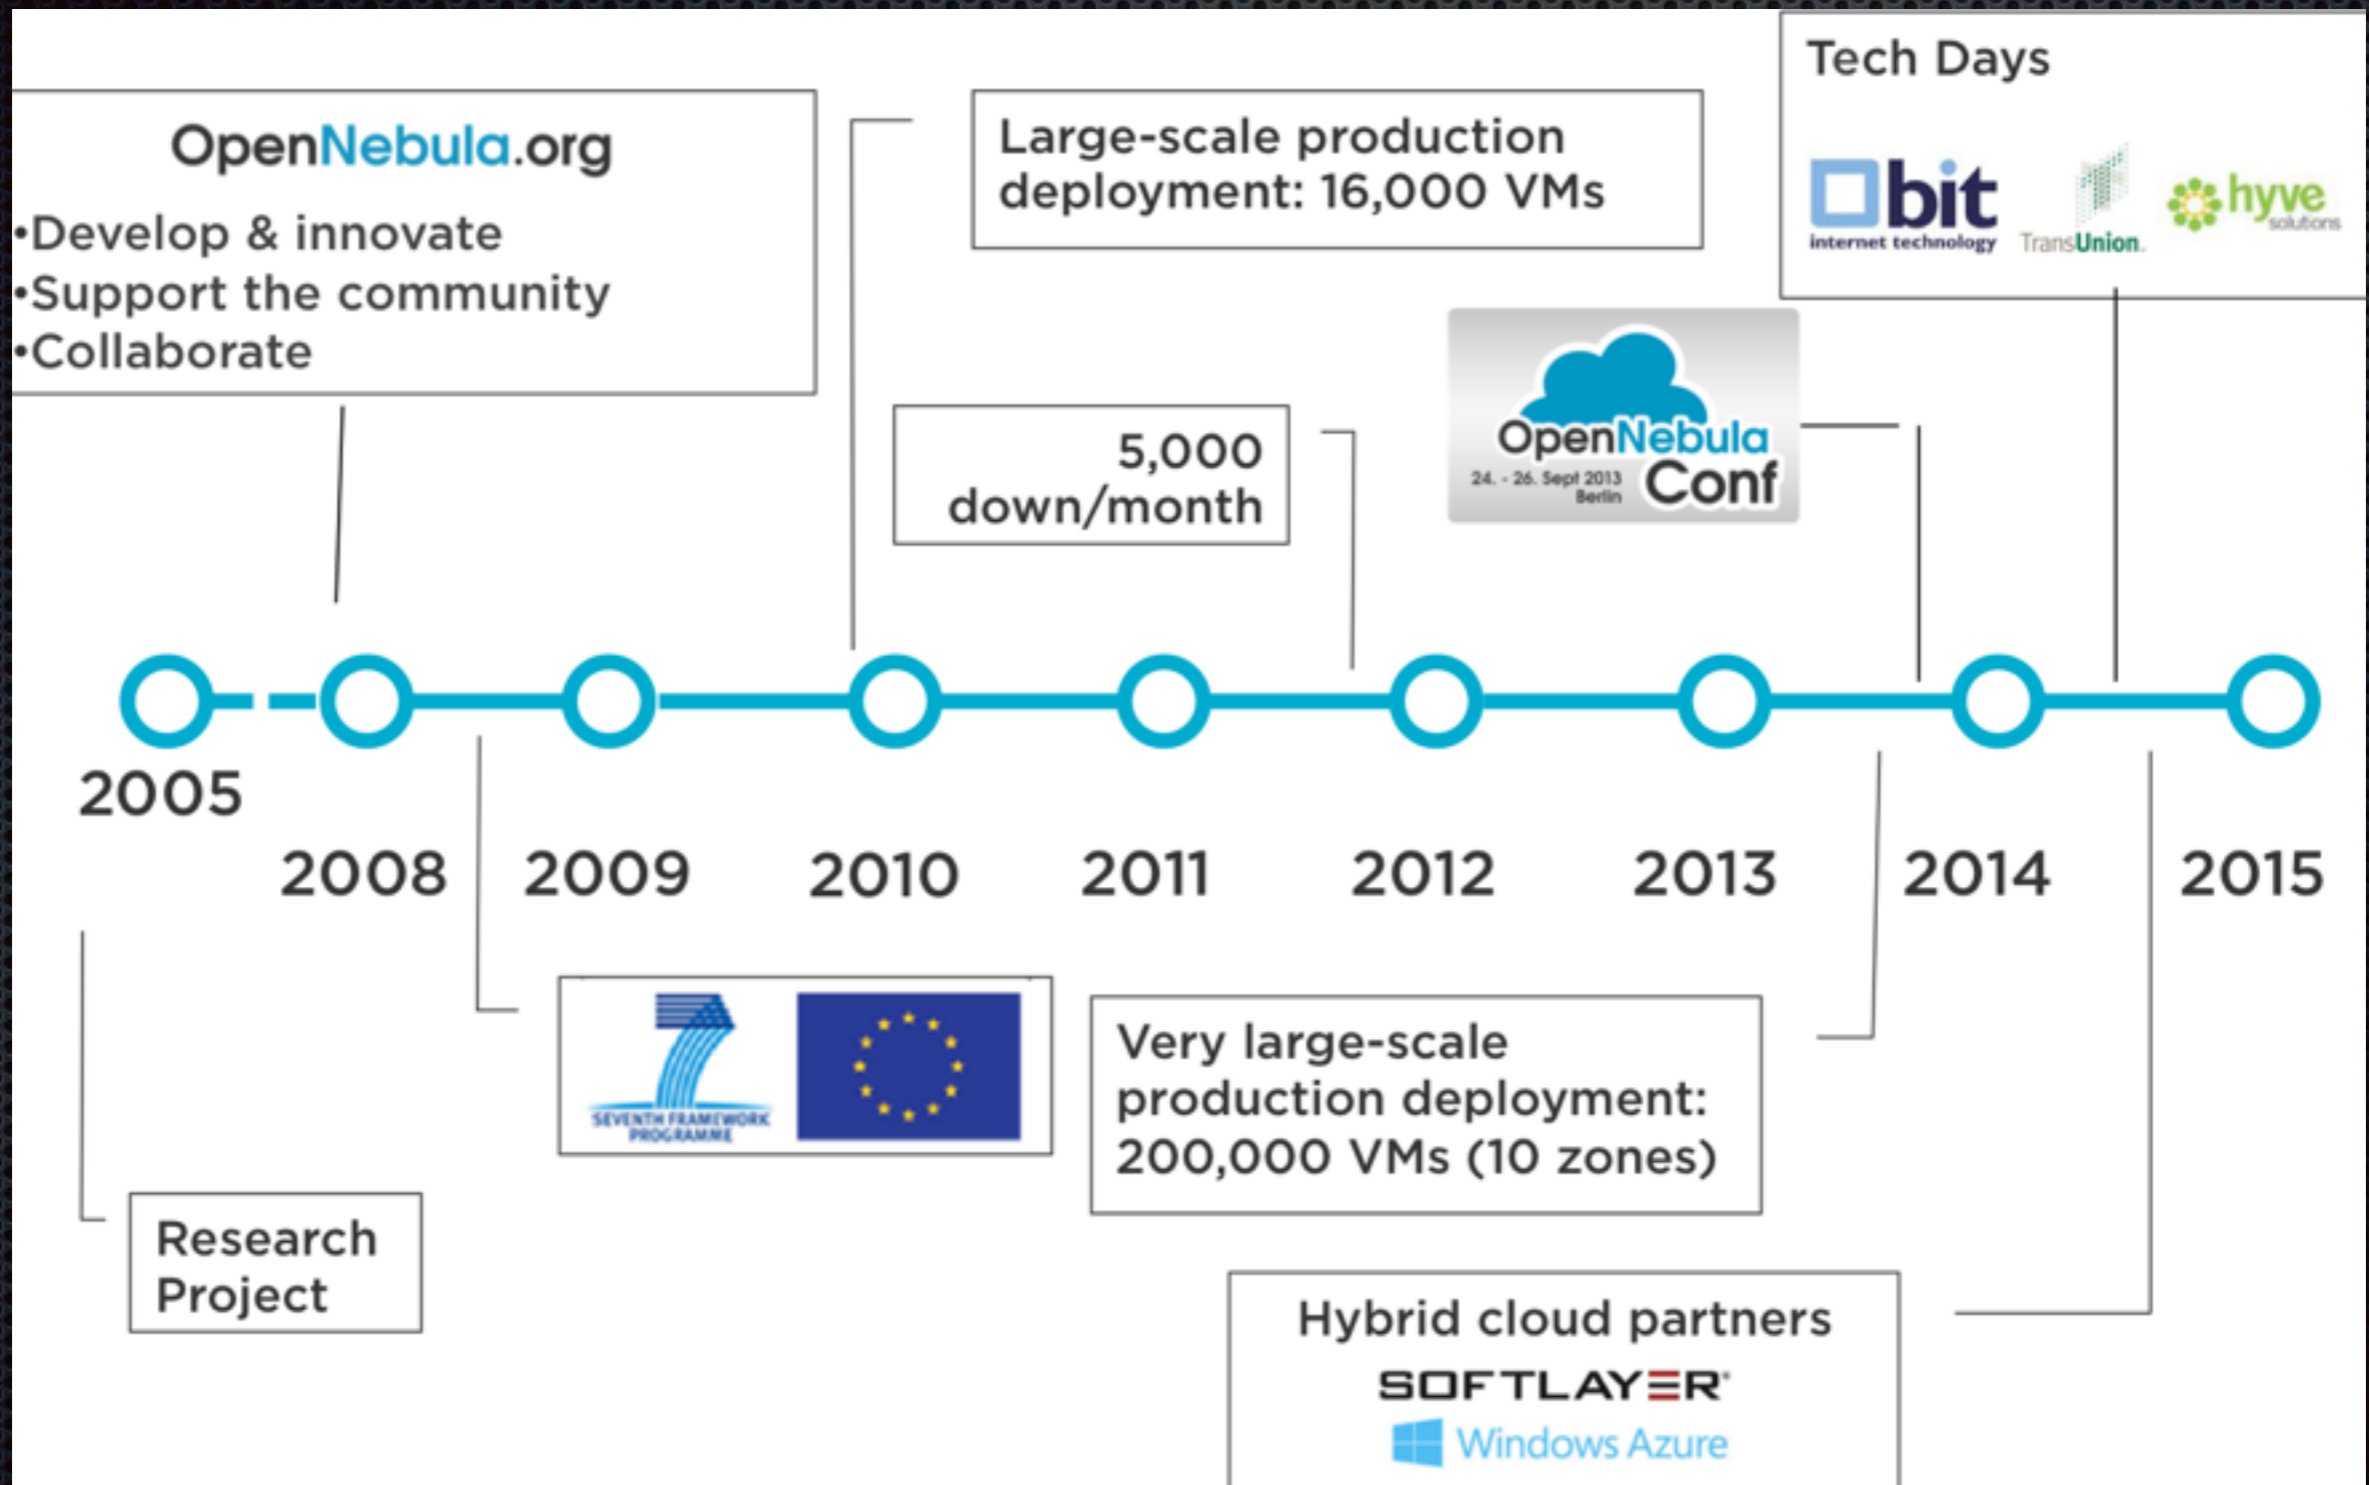 Tech Days
bit
internet technology
TransUnion.
hyve
solutions
OpenNebula.org
•Develop & innovate
•Support the community
•Collaborate
Large-scale production
deployment: 16,000 VMs
5,000
down/month
OpenNebula
Conf
24. - 26. Sept 2013
Berlin
2005
2008
2009
2010
2011
2012
2013
2014
2015
SEVENTH FRAMEWORK
PROGRAMME
Very large-scale
production deployment:
200,000 VMs (10 zones)
Research
Project
Hybrid cloud partners
SOFTLAYER
Windows Azure